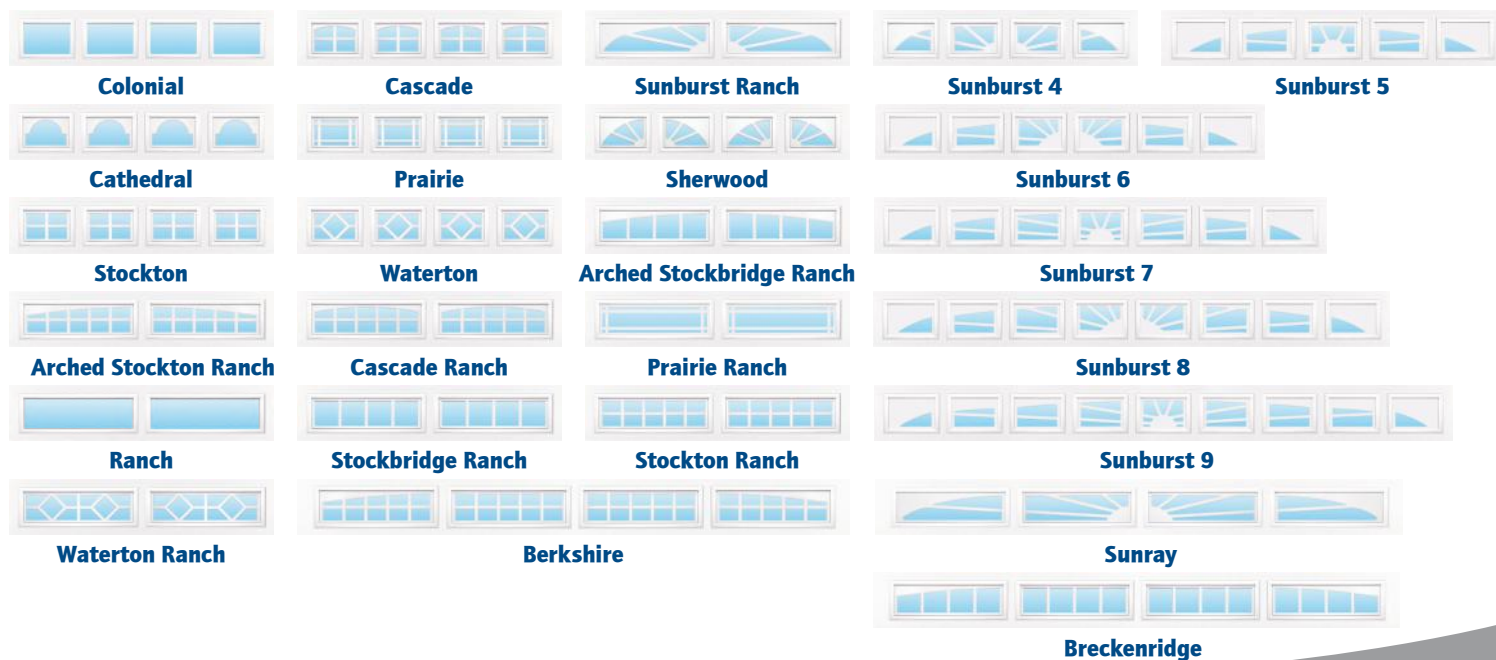 Colonial
Cascade
Sunburst Ranch
Sunburst 4
Sunburst 5
Cathedral
Prairie
Sherwood
Sunburst 6
Stockton
Waterton
Arched Stockbridge Ranch
Sunburst 7
Arched Stockton Ranch
Cascade Ranch
Prairie Ranch
Sunburst 8
Ranch
Stockbridge Ranch
Stockton Ranch
Sunburst 9
Waterton Ranch
Berkshire
Sunray
Breckenridge